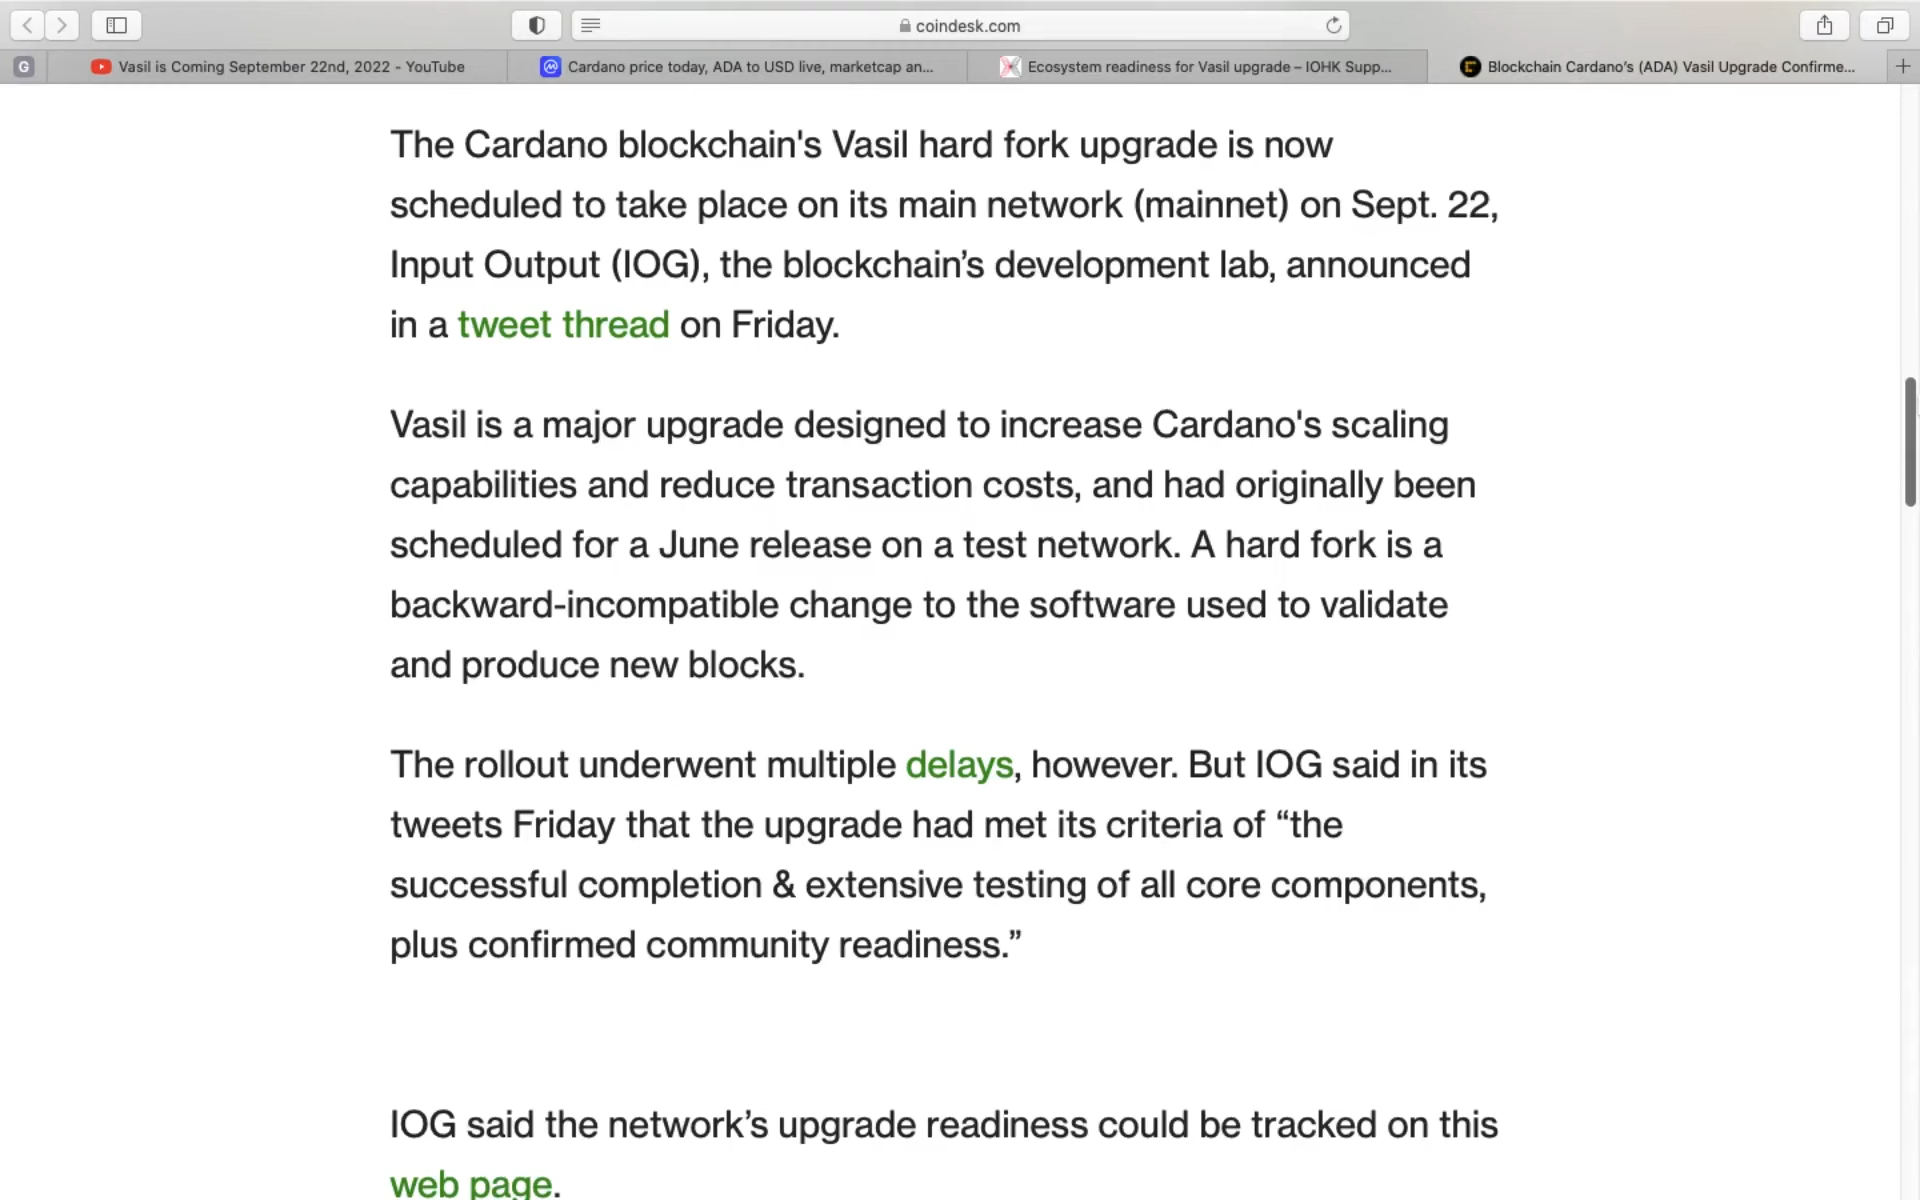 coindesk.com
G
Vasil is Coming September 22nd, 2022 - YouTube
Cardano price today, ADA to USD live, marketcap an...
Ecosystem readiness for Vasil upgrade – IOHK Supp...
Blockchain Cardano's (ADA) Vasil Upgrade Confirme...
The Cardano blockchain's Vasil hard fork upgrade is now
scheduled to take place on its main network (mainnet) on Sept. 22,
Input Output (IOG), the blockchain’s development lab, announced
in a tweet thread on Friday.
Vasil is a major upgrade designed to increase Cardano's scaling
capabilities and reduce transaction costs, and had originally been
scheduled for a June release on a test network. A hard fork is a
backward-incompatible change to the software used to validate
and produce new blocks.
The rollout underwent multiple delays, however. But IOG said in its
tweets Friday that the upgrade had met its criteria of “the
successful completion & extensive testing of all core components,
plus confirmed community readiness.”
IOG said the network’s upgrade readiness could be tracked on this
web page.